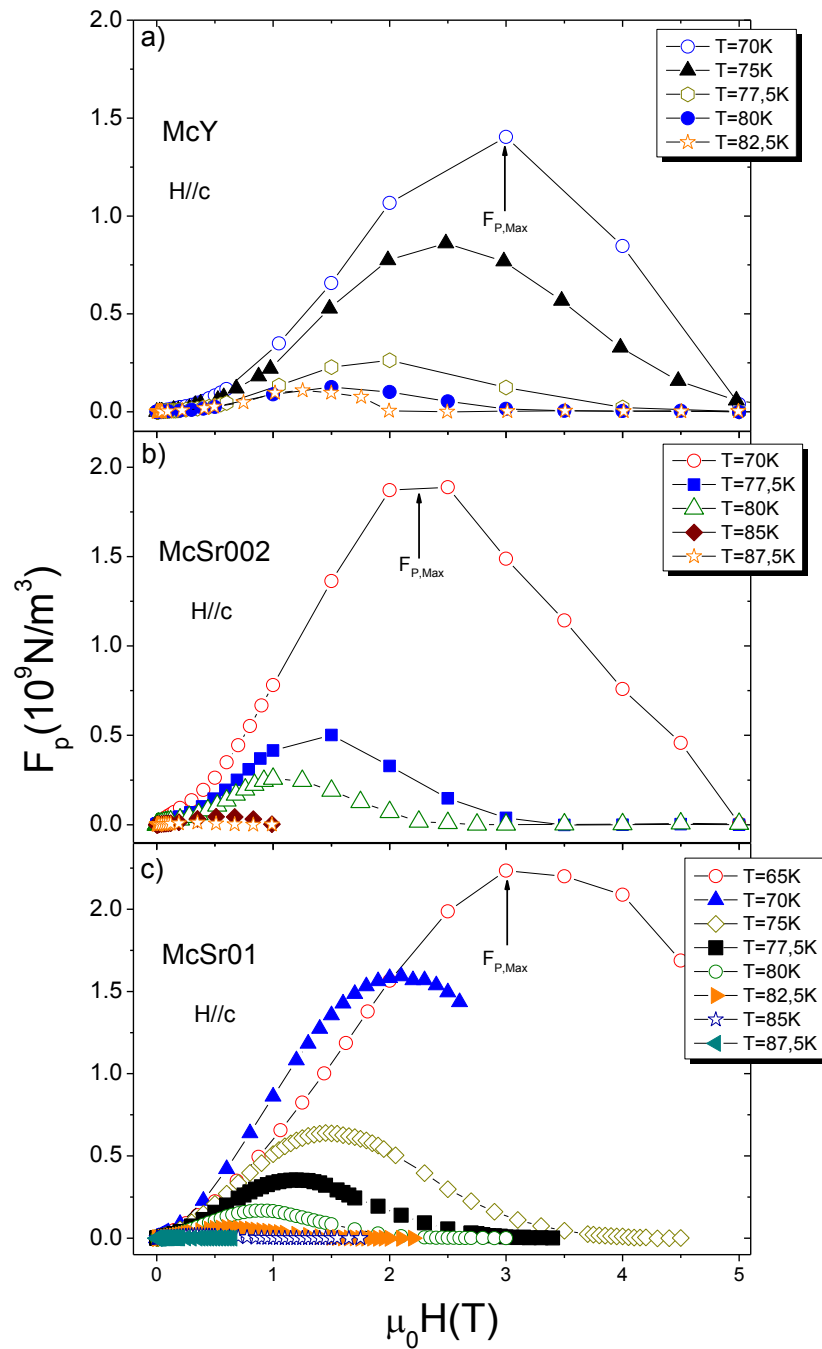 a)
McY
H//c
F_P,Max
T=70K
T=75K
T=77,5K
T=80K
T=82,5K
2.0
1.5
1.0
0.5
0.0
b)
McSr002
H//c
F_P,Max
T=70K
T=77,5K
T=80K
T=85K
T=87,5K
2.0
1.5
1.0
0.5
0.0
F_p(10^9N/m^3)
c)
McSr01
H//c
F_P,Max
T=65K
T=70K
T=75K
T=77,5K
T=80K
T=82,5K
T=85K
T=87,5K
2.0
1.5
1.0
0.5
0.0
0 1 2 3 4 5
μ_0H(T)